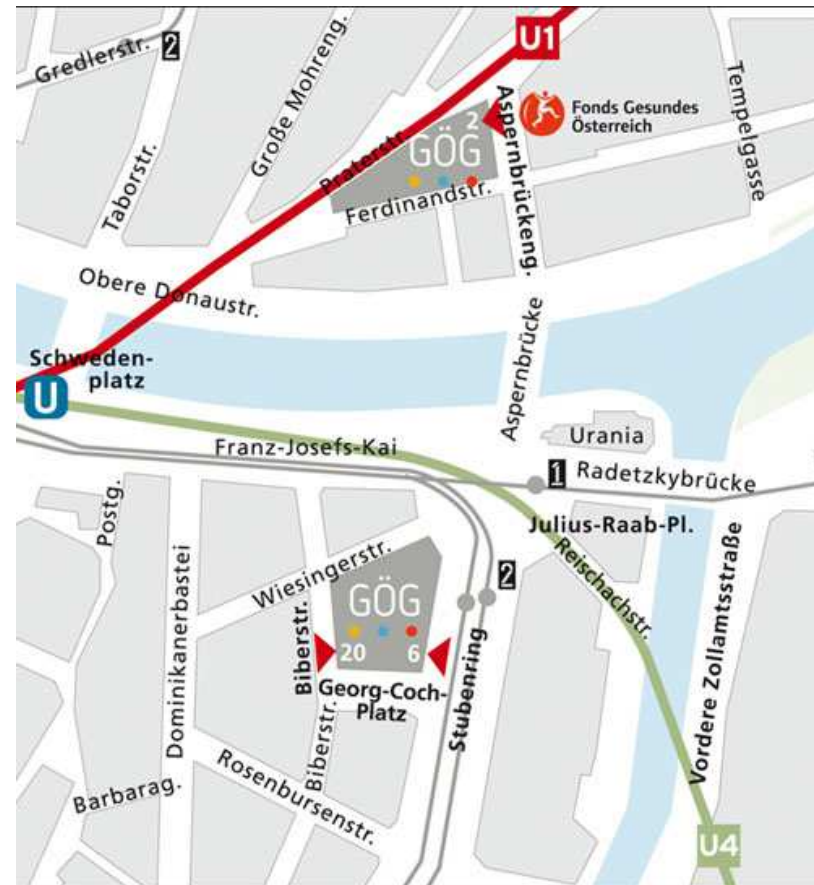 U1
Gredlerstr.
2
Große Mohreng.
Tempelgasse
Aspernbrückeng.
Fonds Gesundes
Österreich
2
GÖG
Praterstr.
Taborstr.
Ferdinandstr.
Obere Donaustr.
Aspernbrücke
Schweden-
platz
U
Franz-Josefs-Kai
Urania
1
Radetzkybrücke
Postg.
Julius-Raab-Pl.
Dominikanerbastei
Wiesingerstr.
Reischachstr.
2
GÖG
20
6
Biberstr.
Georg-Coch-
Platz
Stubenring
Vordere Zollamtsstraße
Biberstr.
Rosenbursenstr.
Barbarag.
U4